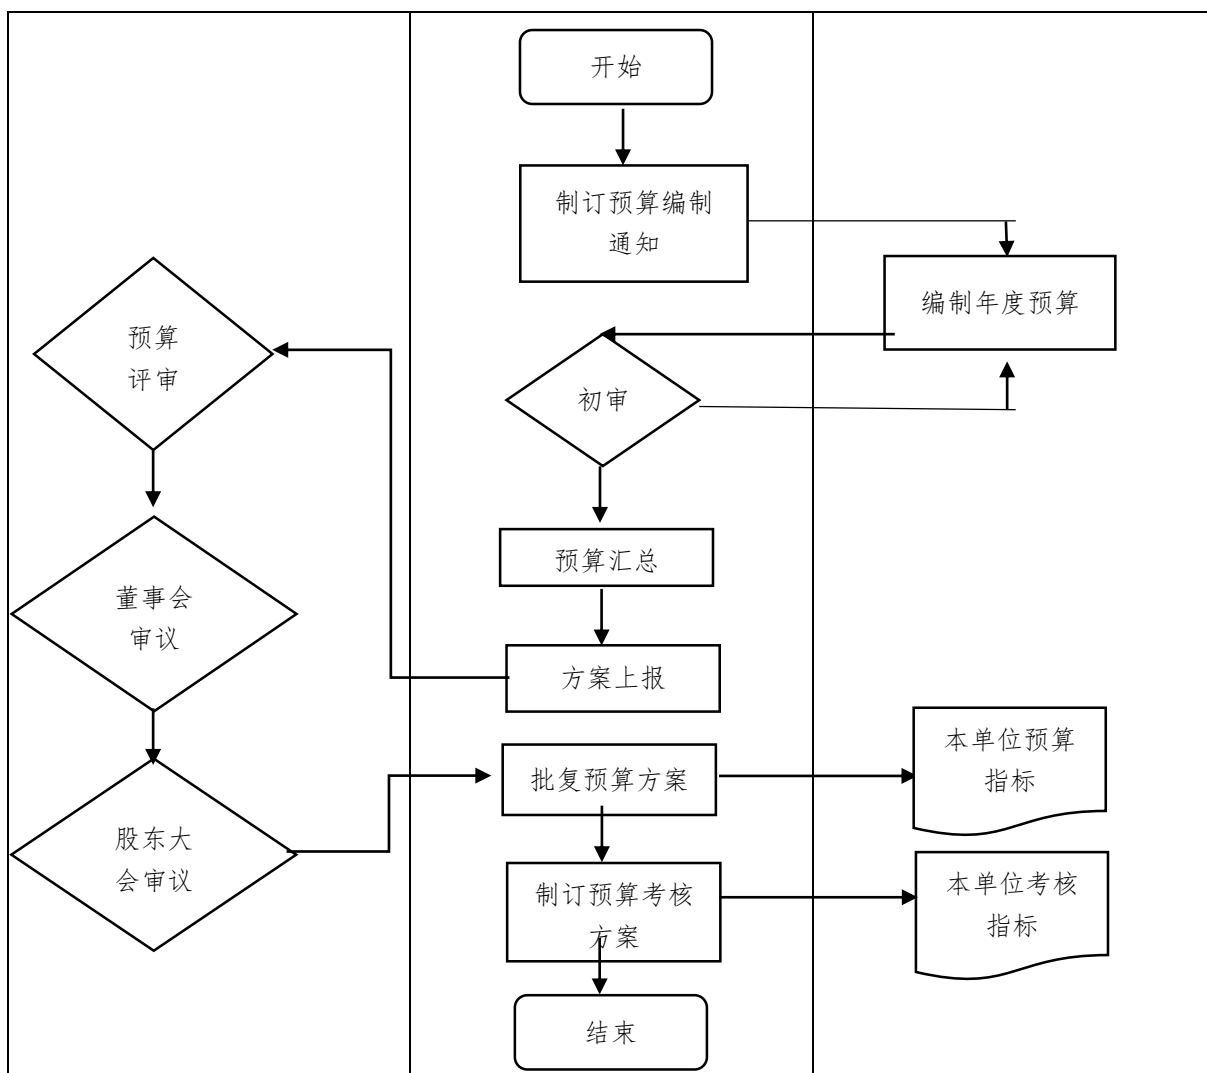 开始
制订预算编制
通知
编制年度预算
预算
评审
初审
预算汇总
董事会
审议
方案上报
本单位预算
指标
批复预算方案
股东大
会审议
本单位考核
指标
制订预算考核
方案
结束